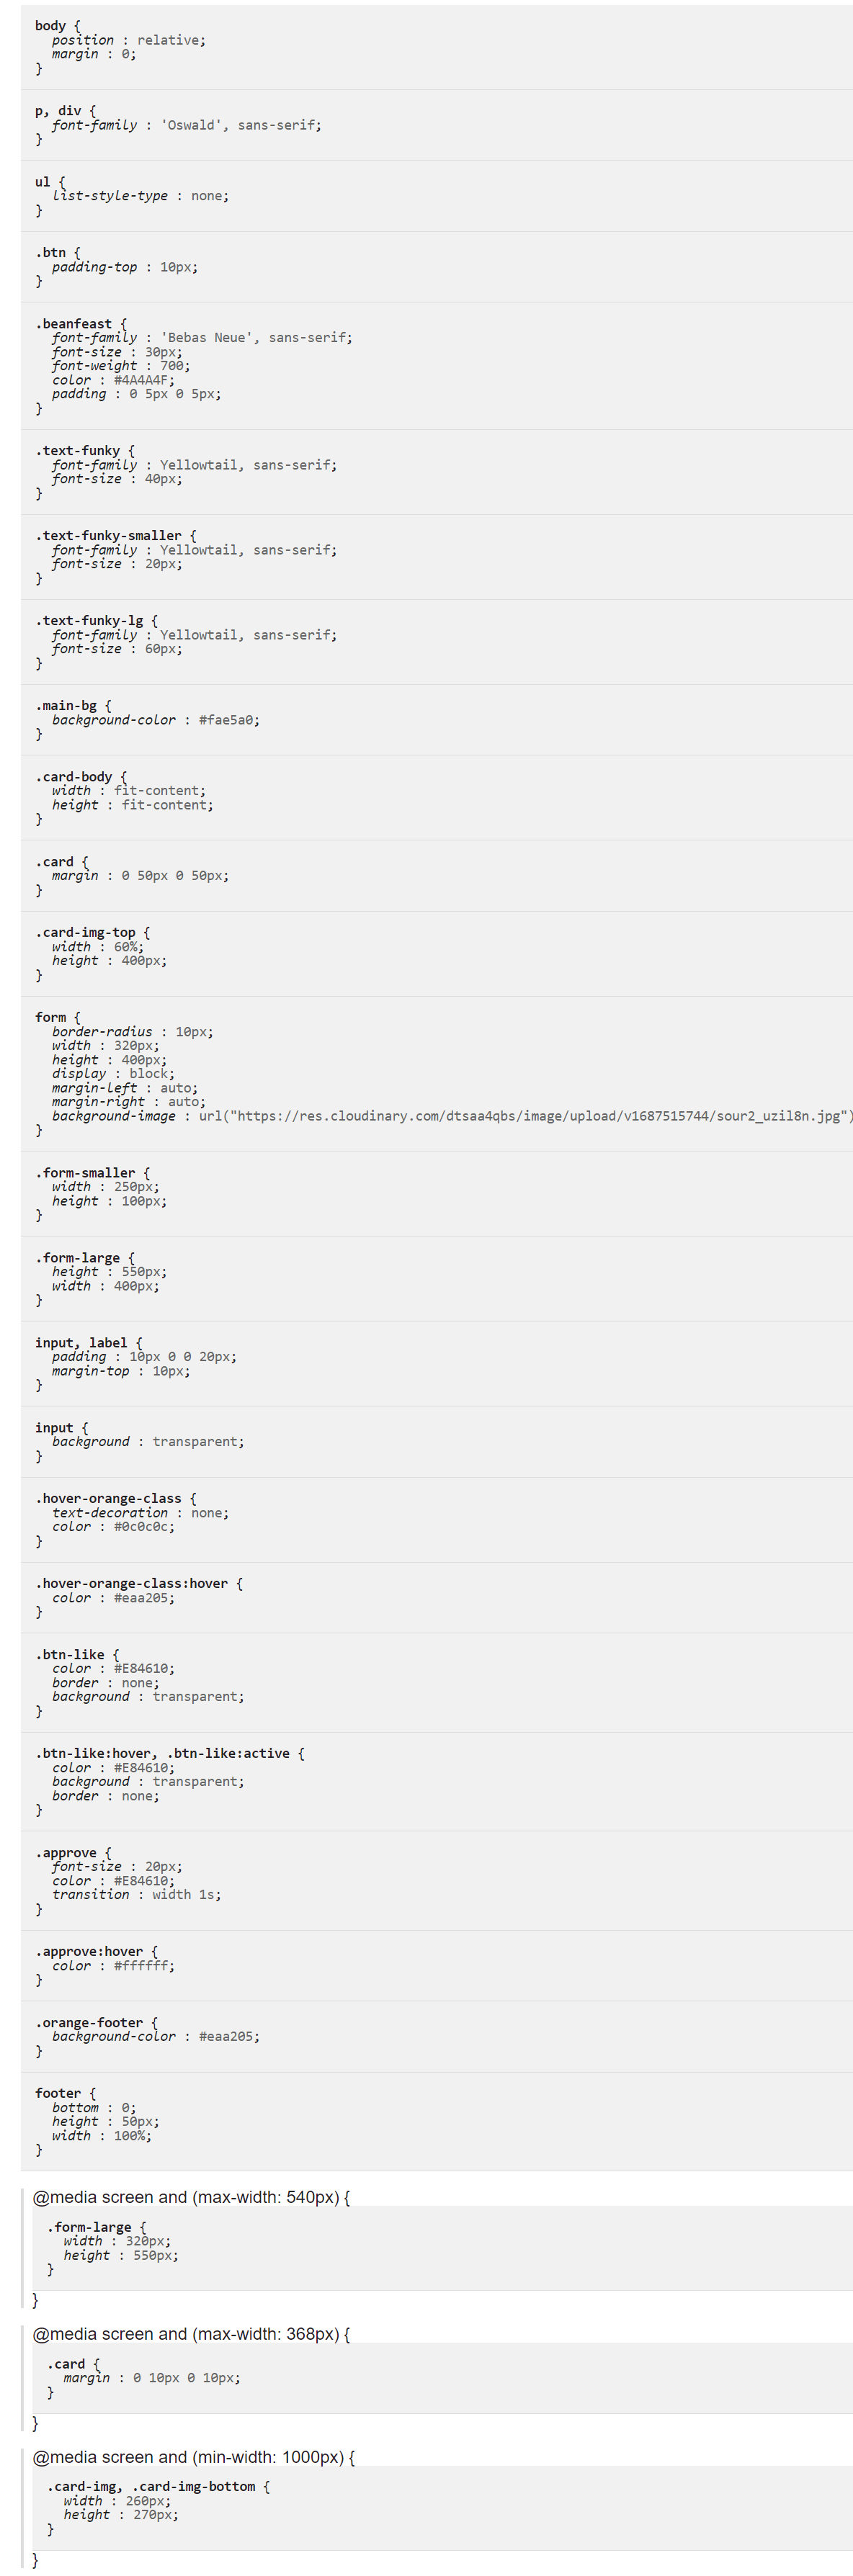 body {
position : relative;
margin : 0;
}
p, div {
font-family : 'Oswald', sans-serif;
}
ul {
list-style-type : none;
}
.btn {
padding-top : 10px;
}
.beanfeast {
font-family : 'Bebas Neue', sans-serif;
font-size : 30px;
font-weight : 700;
color : #4A4A4F;
padding : 0 5px 0 5px;
}
.text-funky {
font-family : Yellowtail, sans-serif;
font-size : 40px;
}
.text-funky-smaller {
font-family : Yellowtail, sans-serif;
font-size : 20px;
}
.text-funky-lg {
font-family : Yellowtail, sans-serif;
font-size : 60px;
}
.main-bg {
background-color : #fae5a0;
}
.card-body {
width : fit-content;
height : fit-content;
}
.card {
margin : 0 50px 0 50px;
}
.card-img-top {
width : 60%;
height : 400px;
}
form {
border-radius : 10px;
width : 320px;
height : 400px;
display : block;
margin-left : auto;
margin-right : auto;
background-image : url("https://res.cloudinary.com/dtsaa4qbs/image/upload/v1687515744/sour2_uzil8n.jpg")
}
.form-smaller {
width : 250px;
height : 100px;
}
.form-large {
height : 550px;
width : 400px;
}
input, label {
padding : 10px 0 0 20px;
margin-top : 10px;
}
input {
background : transparent;
}
.hover-orange-class {
text-decoration : none;
color : #0c0c0c;
}
.hover-orange-class:hover {
color : #eaa205;
}
.btn-like {
color : #E84610;
border : none;
background : transparent;
}
.btn-like:hover, .btn-like:active {
color : #E84610;
background : transparent;
border : none;
}
.approve {
font-size : 20px;
color : #E84610;
transition : width 1s;
}
.approve:hover {
color : #ffffff;
}
.orange-footer {
background-color : #eaa205;
}
footer {
bottom : 0;
height : 50px;
width : 100%;
}
@media screen and (max-width: 540px) {
.form-large {
width : 320px;
height : 550px;
}
}
@media screen and (max-width: 368px) {
.card {
margin : 0 10px 0 10px;
}
}
@media screen and (min-width: 1000px) {
.card-img, .card-img-bottom {
width : 260px;
height : 270px;
}
}